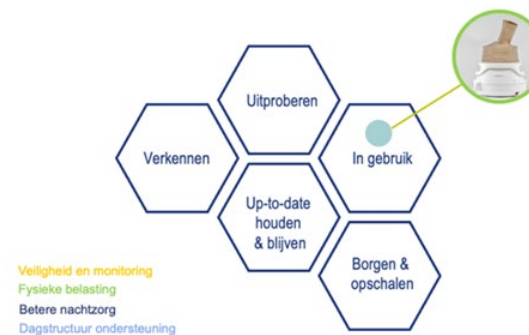 Uitproberen
Verkennen
In gebruik
Up-to-date
houden
& blijven
Borgen &
opschalen
Veiligheid en monitoring
Fysieke belasting
Betere nachtzorg
Dagstructuur ondersteuning